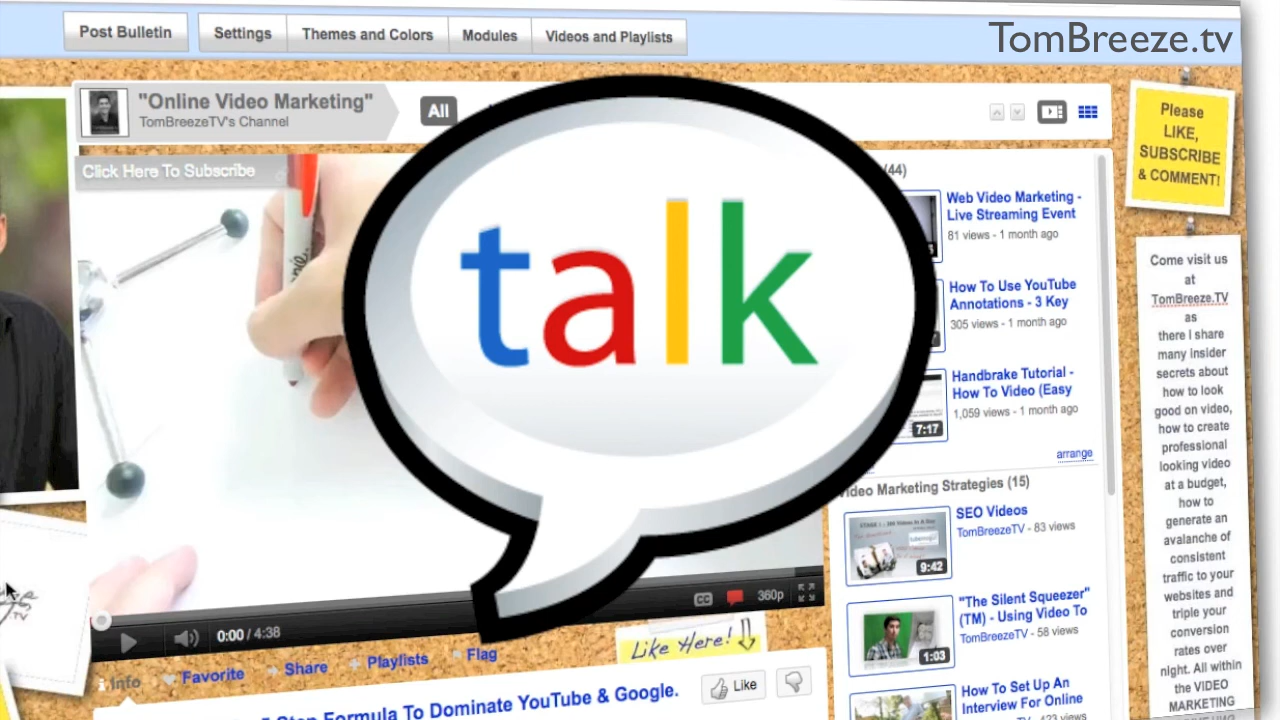 TomBreeze.tv
Post Bulletin
Settings
Themes and Colors
Modules
Videos and Playlists
"Online Video Marketing"
TomBreezeTV's Channel
All
Click Here To Subscribe
talk
(44)
Web Video Marketing -
Live Streaming Event
81 views - 1 month ago
How To Use YouTube
Annotations - 3 Key
305 views - 1 month ago
Handbrake Tutorial -
How To Video (Easy
1,059 views - 1 month ago
7:17
arrange
Video Marketing Strategies (15)
SEO Videos
TomBreezeTV - 83 views
9:42
"The Silent Squeezer"
(TM) - Using Video To
TomBreezeTV - 58 views
1:03
How To Set Up An
Interview For Online
Please
LIKE,
SUBSCRIBE
& COMMENT!
Come visit us
at
TomBreeze.TV
as
there I share
many insider
secrets about
how to look
good on video,
how to create
professional
looking video
at a budget,
how to
generate an
avalanche of
consistent
traffic to your
websites and
triple your
conversion
rates over
night. All within
the VIDEO
MARKETING
0:00 / 4:38
CC
360p
Like Here!
Info
Favorite
Share
Playlists
Flag
Like
Step Formula To Dominate YouTube & Google.